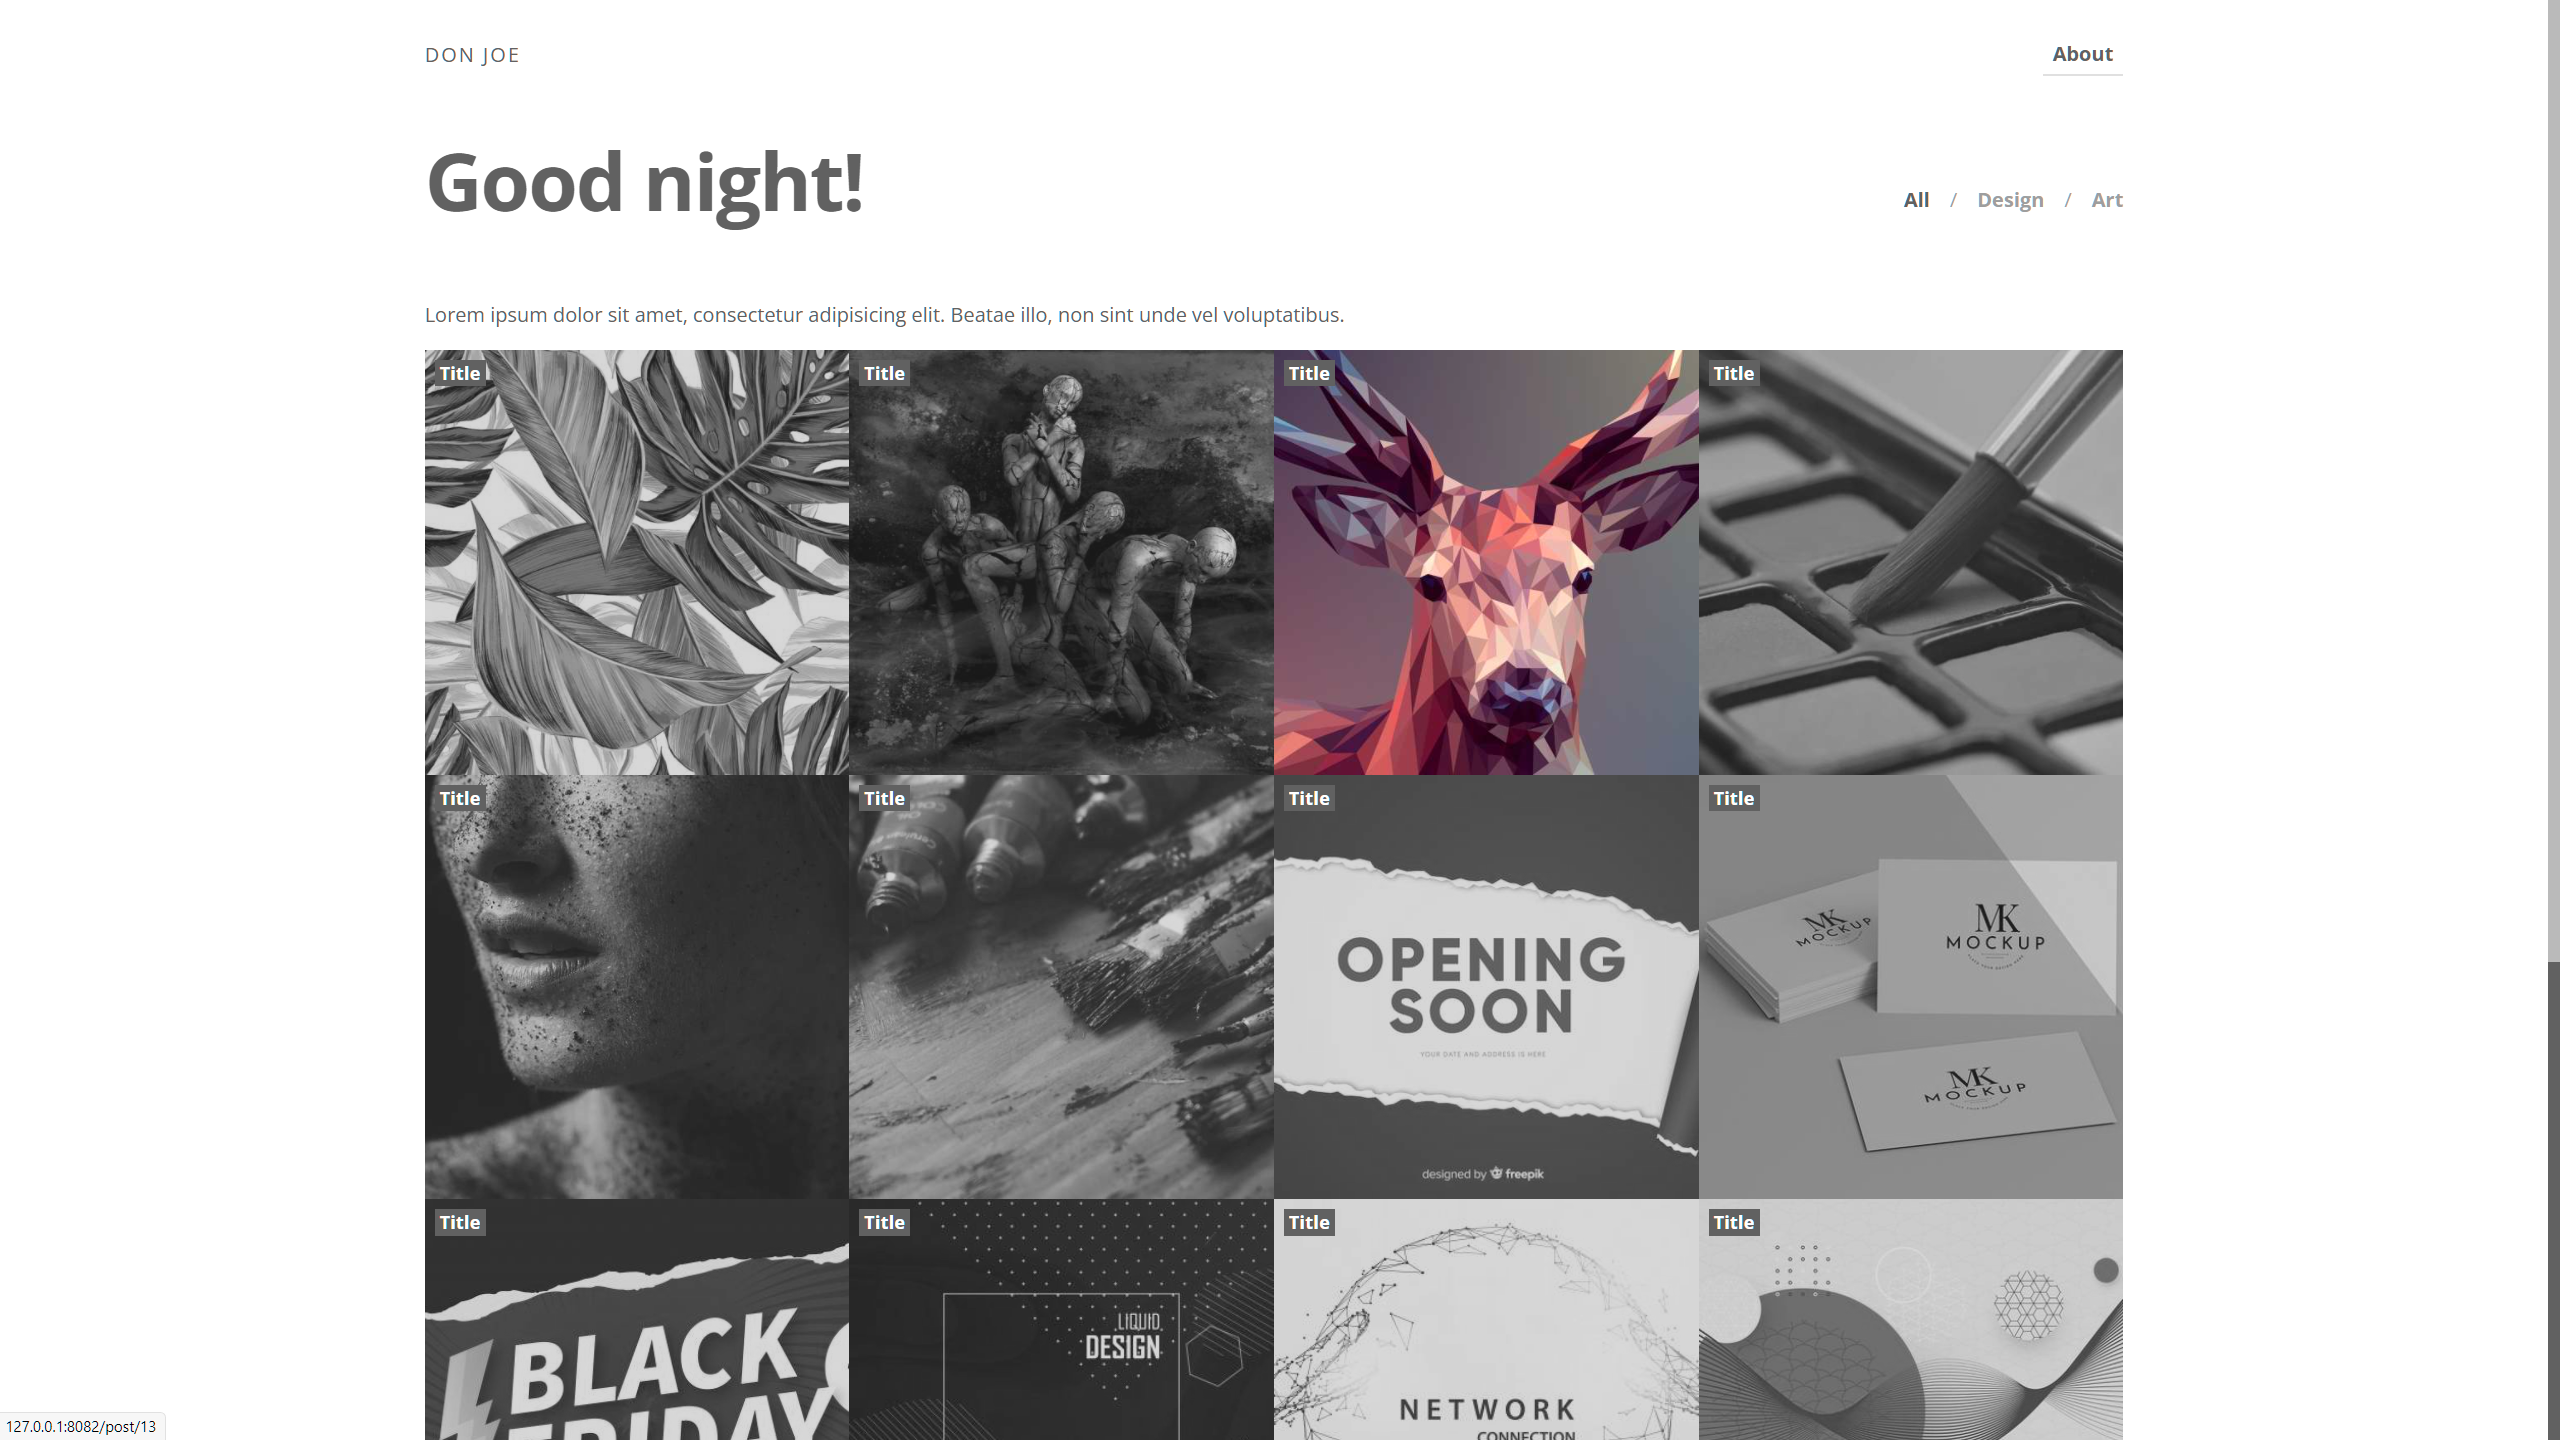 DON JOE
About
Good night!
All / Design / Art
Lorem ipsum dolor sit amet, consectetur adipisicing elit. Beatae illo, non sint unde vel voluptatibus.
Title
Title
Title
Title
Title
Title
Title
Title
OPENING
SOON
YOUR DATE AND ADDRESS IS HERE
designed by freepik
MK
MOCKUP
MK
MOCKUP
MK
MOCKUP
Title
Title
Title
Title
BLACK
FRIDAY
LIQUID
DESIGN
NETWORK
CONNECTION
127.0.0.1:8082/post/13